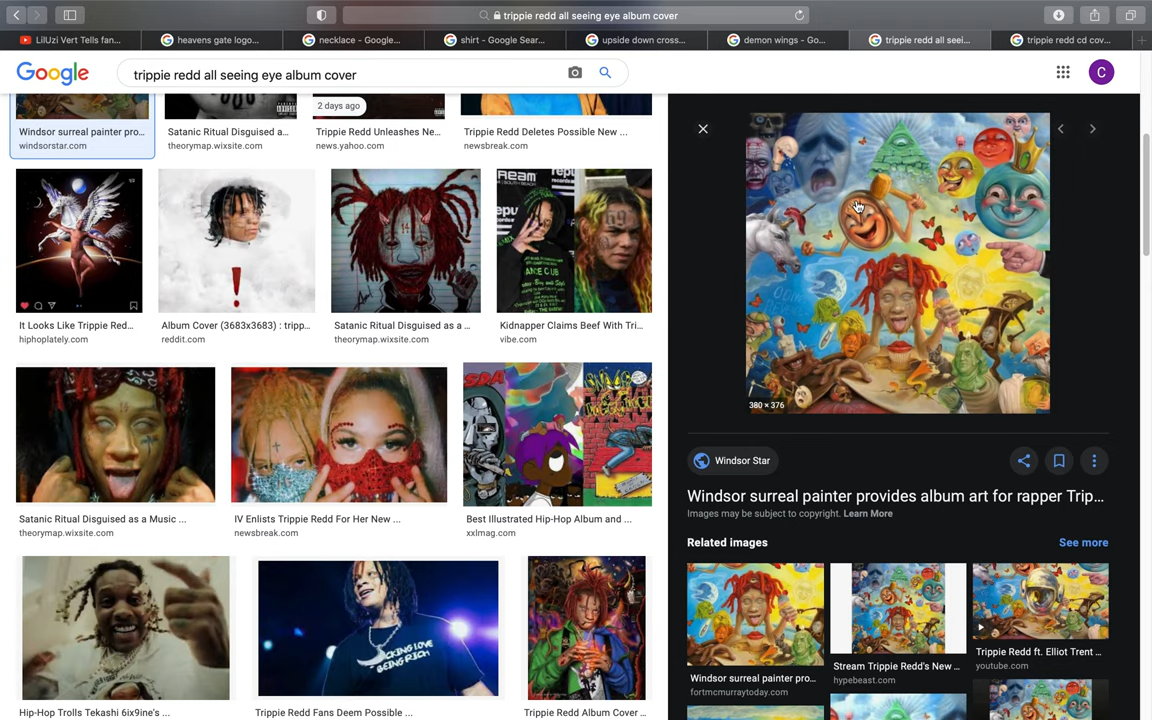 trippie redd all seeing eye album cover
LilUzi Vert Tells fan...
heavens gate logo...
necklace - Google...
shirt - Google Sear...
upside down cross...
demon wings - Go...
trippie redd all seei...
trippie redd cd cov...
Google
trippie redd all seeing eye album cover
C
2 days ago
Windsor surreal painter pro...
windsorstar.com
Satanic Ritual Disguised a...
theorymap.wixsite.com
Trippie Redd Unleashes Ne...
news.yahoo.com
Trippie Redd Deletes Possible New ...
newsbreak.com
It Looks Like Trippie Red...
hiphoplately.com
Album Cover (3683x3683) : tripp...
reddit.com
Satanic Ritual Disguised as a ...
theorymap.wixsite.com
Kidnapper Claims Beef With Tri...
vibe.com
Satanic Ritual Disguised as a Music ...
theorymap.wixsite.com
IV Enlists Trippie Redd For Her New ...
newsbreak.com
Best Illustrated Hip-Hop Album and ...
xxlmag.com
Hip-Hop Trolls Tekashi 6ix9ine's ...
Trippie Redd Fans Deem Possible ...
Trippie Redd Album Cover ...
380 × 376
Windsor Star
Windsor surreal painter provides album art for rapper Trip...
Images may be subject to copyright. Learn More
Related images
See more
Windsor surreal painter pro...
fortmcmurraytoday.com
Stream Trippie Redd's New ...
hypebeast.com
Trippie Redd ft. Elliot Trent ...
youtube.com